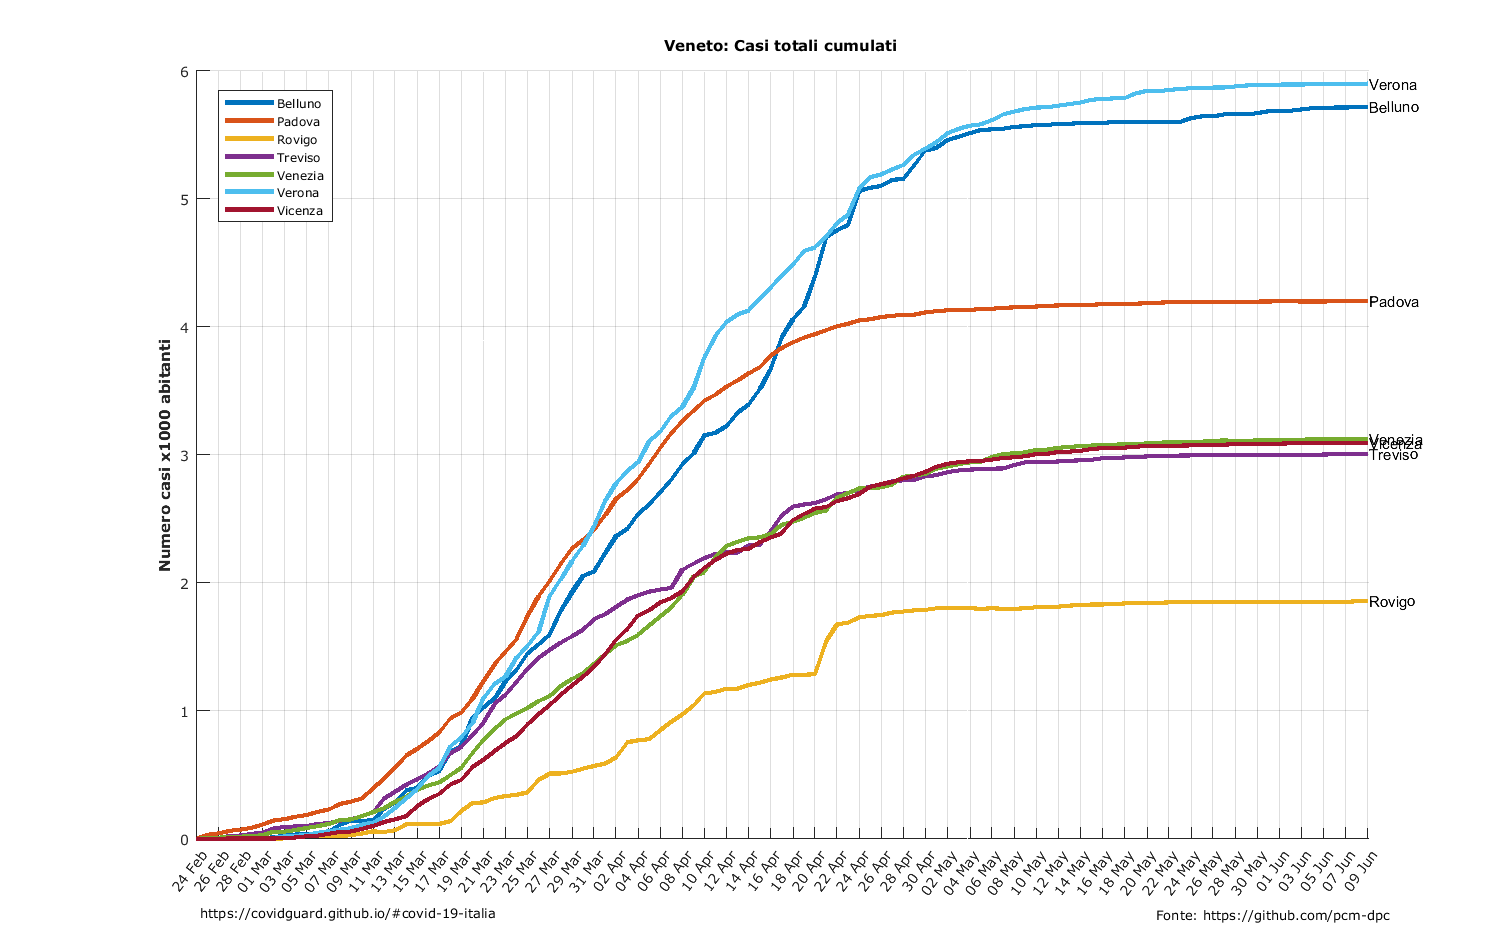 Veneto: Casi totali cumulati
Numero casi x1000 abitanti
6
5
4
3
2
1
0
Belluno
Padova
Rovigo
Treviso
Venezia
Verona
Vicenza
Verona
Belluno
Padova
Venezia
Vicenza
Treviso
Rovigo
24 Feb
26 Feb
28 Feb
01 Mar
03 Mar
05 Mar
07 Mar
09 Mar
11 Mar
13 Mar
15 Mar
17 Mar
19 Mar
21 Mar
23 Mar
25 Mar
27 Mar
29 Mar
31 Mar
02 Apr
04 Apr
06 Apr
08 Apr
10 Apr
12 Apr
14 Apr
16 Apr
18 Apr
20 Apr
22 Apr
24 Apr
26 Apr
28 Apr
30 Apr
02 May
04 May
06 May
08 May
10 May
12 May
14 May
16 May
18 May
20 May
22 May
24 May
26 May
28 May
30 May
01 Jun
03 Jun
05 Jun
07 Jun
09 Jun
https://covidguard.github.io/#covid-19-italia
Fonte: https://github.com/pcm-dpc